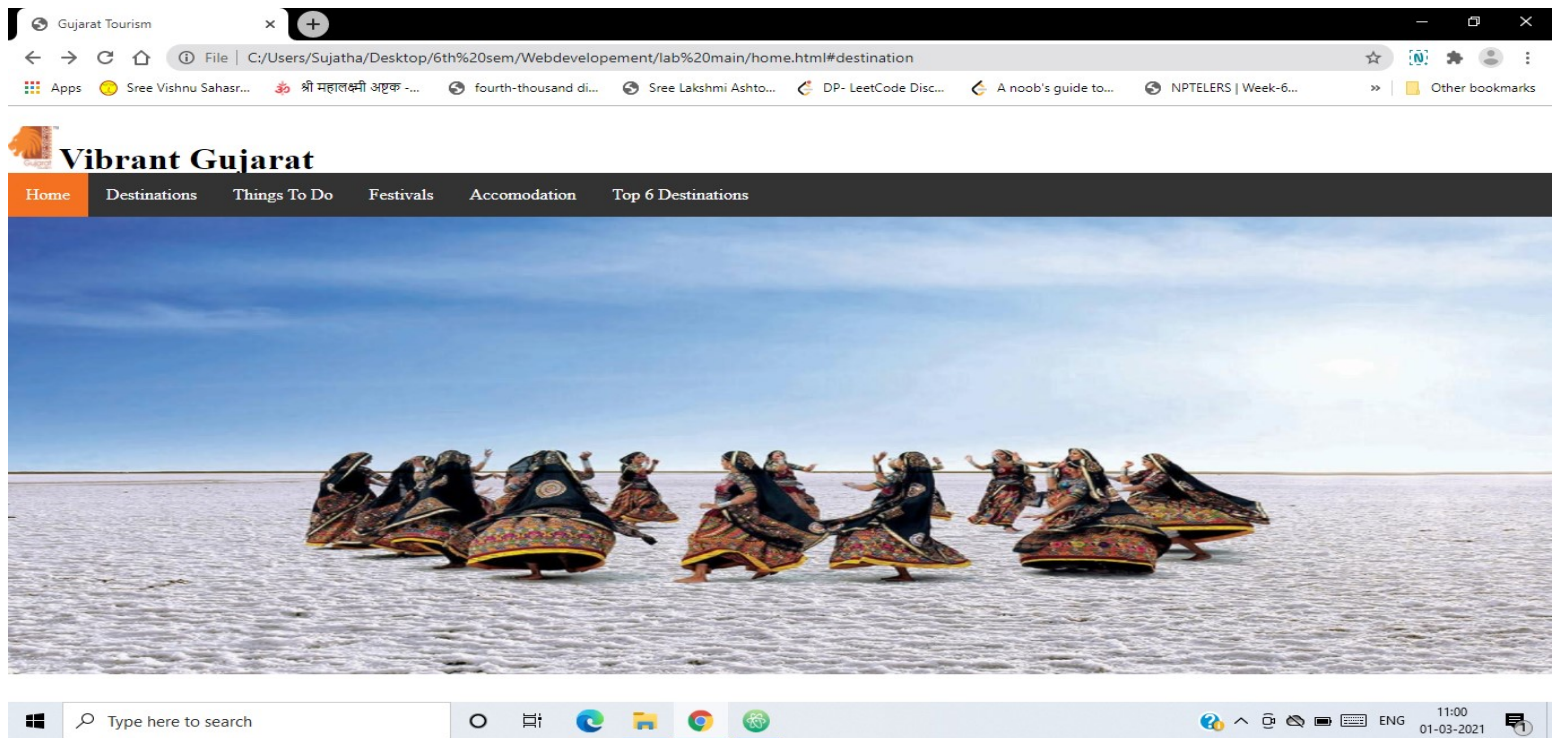 Gujarat Tourism
File | C:/Users/Sujatha/Desktop/6th%20sem/Webdevelopement/lab%20main/home.html#destination
Apps Sree Vishnu Sahasr... श्री महालक्ष्मी अष्टक -... fourth-thousand di... Sree Lakshmi Ashto... DP- LeetCode Disc... A noob's guide to... NPTELERS | Week-6... » Other bookmarks
Vibrant Gujarat
Home Destinations Things To Do Festivals Accomodation Top 6 Destinations
Type here to search
ENG
11:00
01-03-2021
1